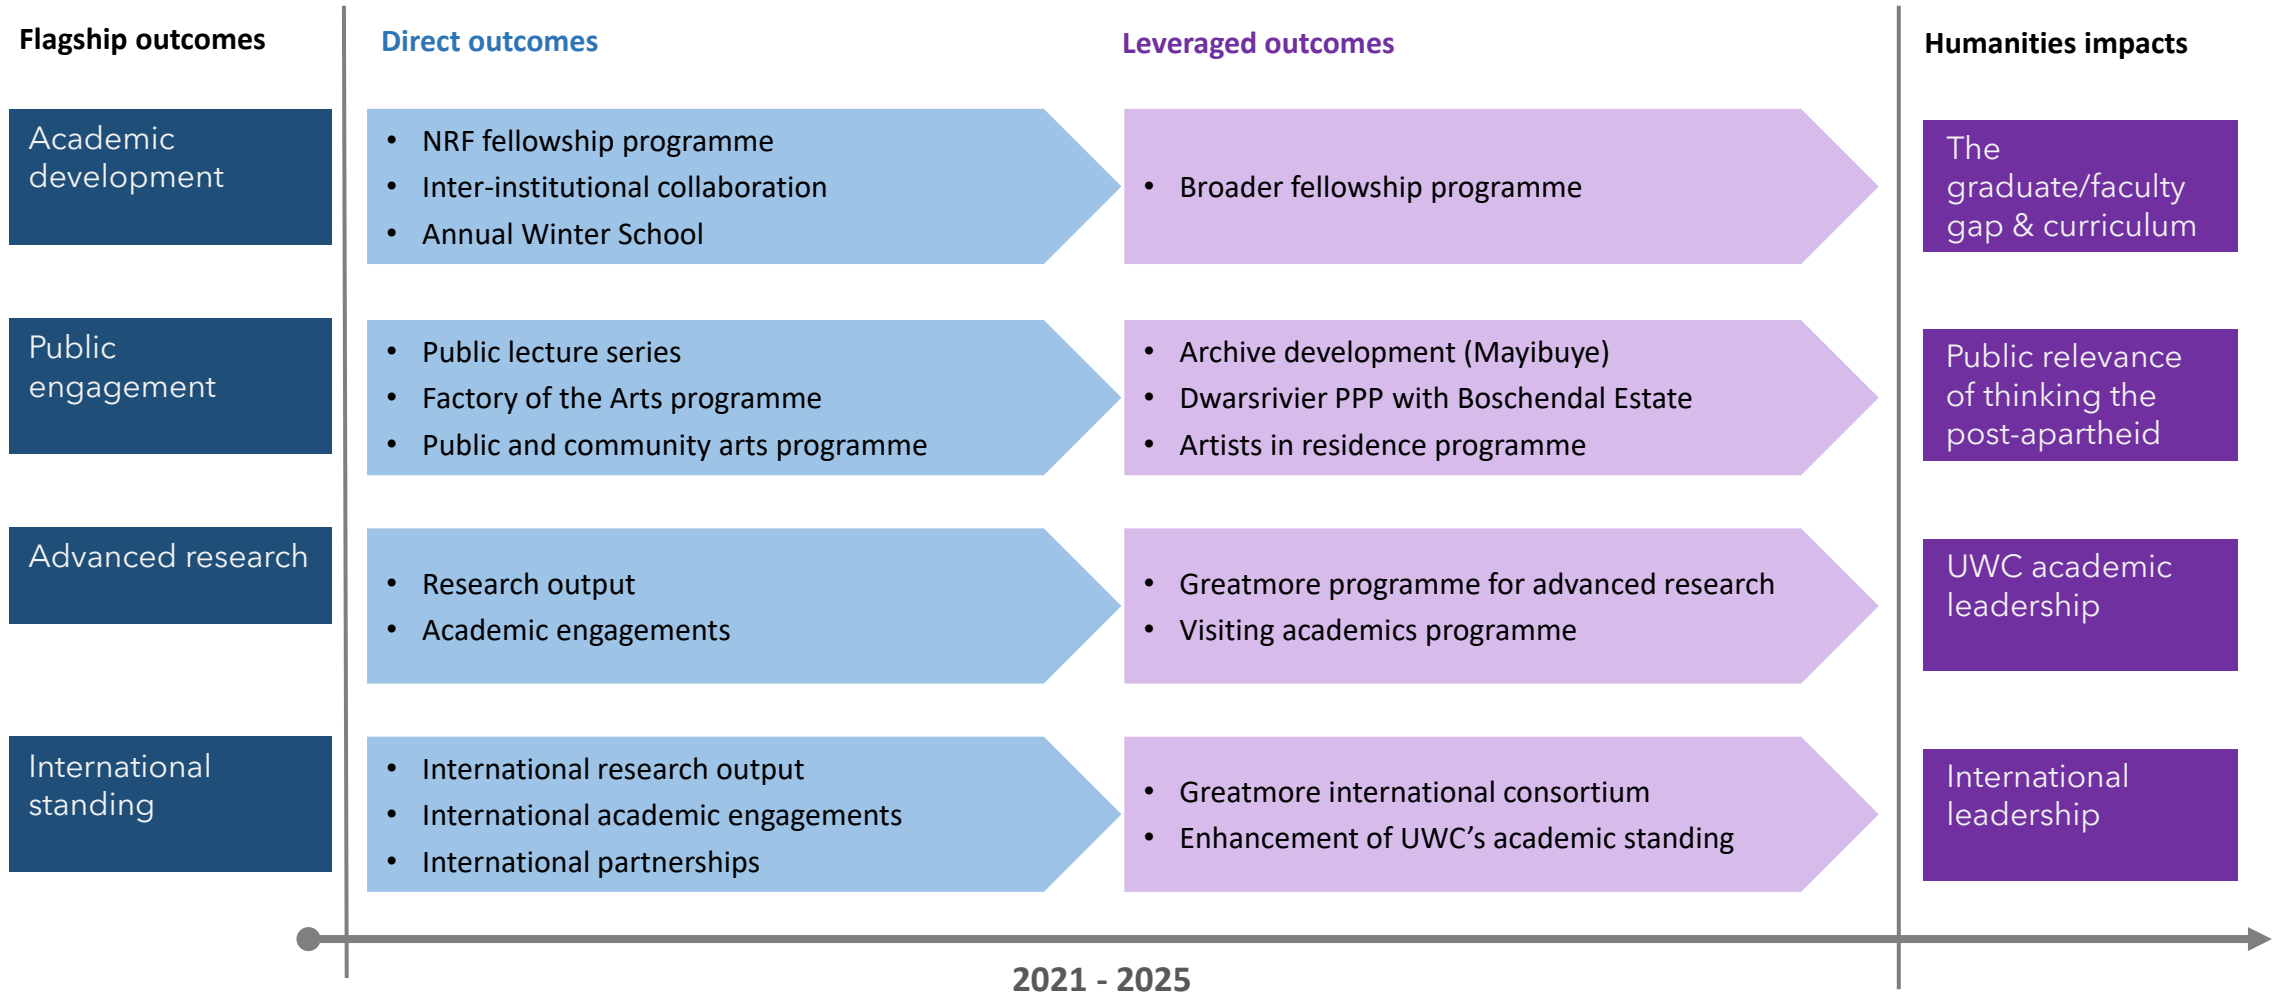 Flagship outcomes
Direct outcomes
Leveraged outcomes
Humanities impacts
Academic
development
• NRF fellowship programme
• Inter-institutional collaboration
• Annual Winter School
• Broader fellowship programme
The
graduate/faculty
gap & curriculum
Public
engagement
• Public lecture series
• Factory of the Arts programme
• Public and community arts programme
• Archive development (Mayibuye)
• Dwarsrivier PPP with Boschendal Estate
• Artists in residence programme
Public relevance
of thinking the
post-apartheid
Advanced research
• Research output
• Academic engagements
• Greatmore programme for advanced research
• Visiting academics programme
UWC academic
leadership
International
standing
• International research output
• International academic engagements
• International partnerships
• Greatmore international consortium
• Enhancement of UWC’s academic standing
International
leadership
2021 - 2025